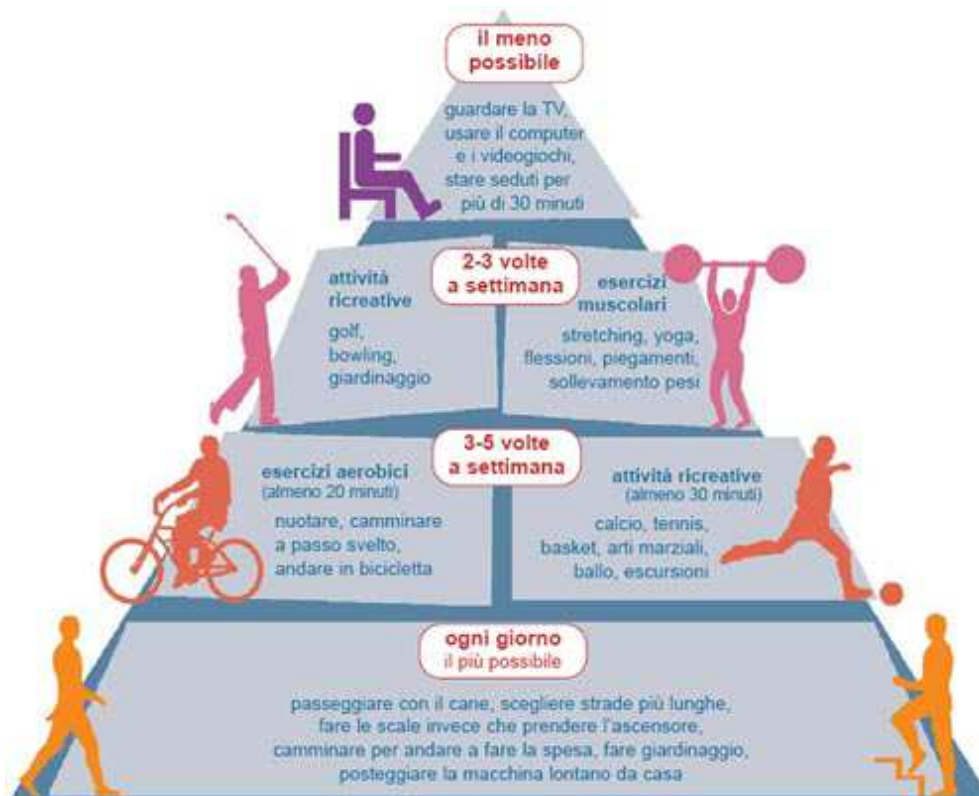 il meno
possibile
guardare la TV,
usare il computer
e i videogiochi,
stare seduti per
più di 30 minuti
2-3 volte
a settimana
attività
ricreative
golf,
bowling,
giardinaggio
esercizi
muscolari
stretching, yoga,
flessioni, piegamenti,
sollevamento pesi
3-5 volte
a settimana
esercizi aerobici
(almeno 20 minuti)
nuotare, camminare
a passo svelto,
andare in bicicletta
attività ricreative
(almeno 30 minuti)
calcio, tennis,
basket, arti marziali,
ballo, escursioni
ogni giorno
il più possibile
passeggiare con il cane, scegliere strade più lunghe,
fare le scale invece che prendere l'ascensore,
camminare per andare a fare la spesa, fare giardinaggio,
posteggiare la macchina lontano da casa